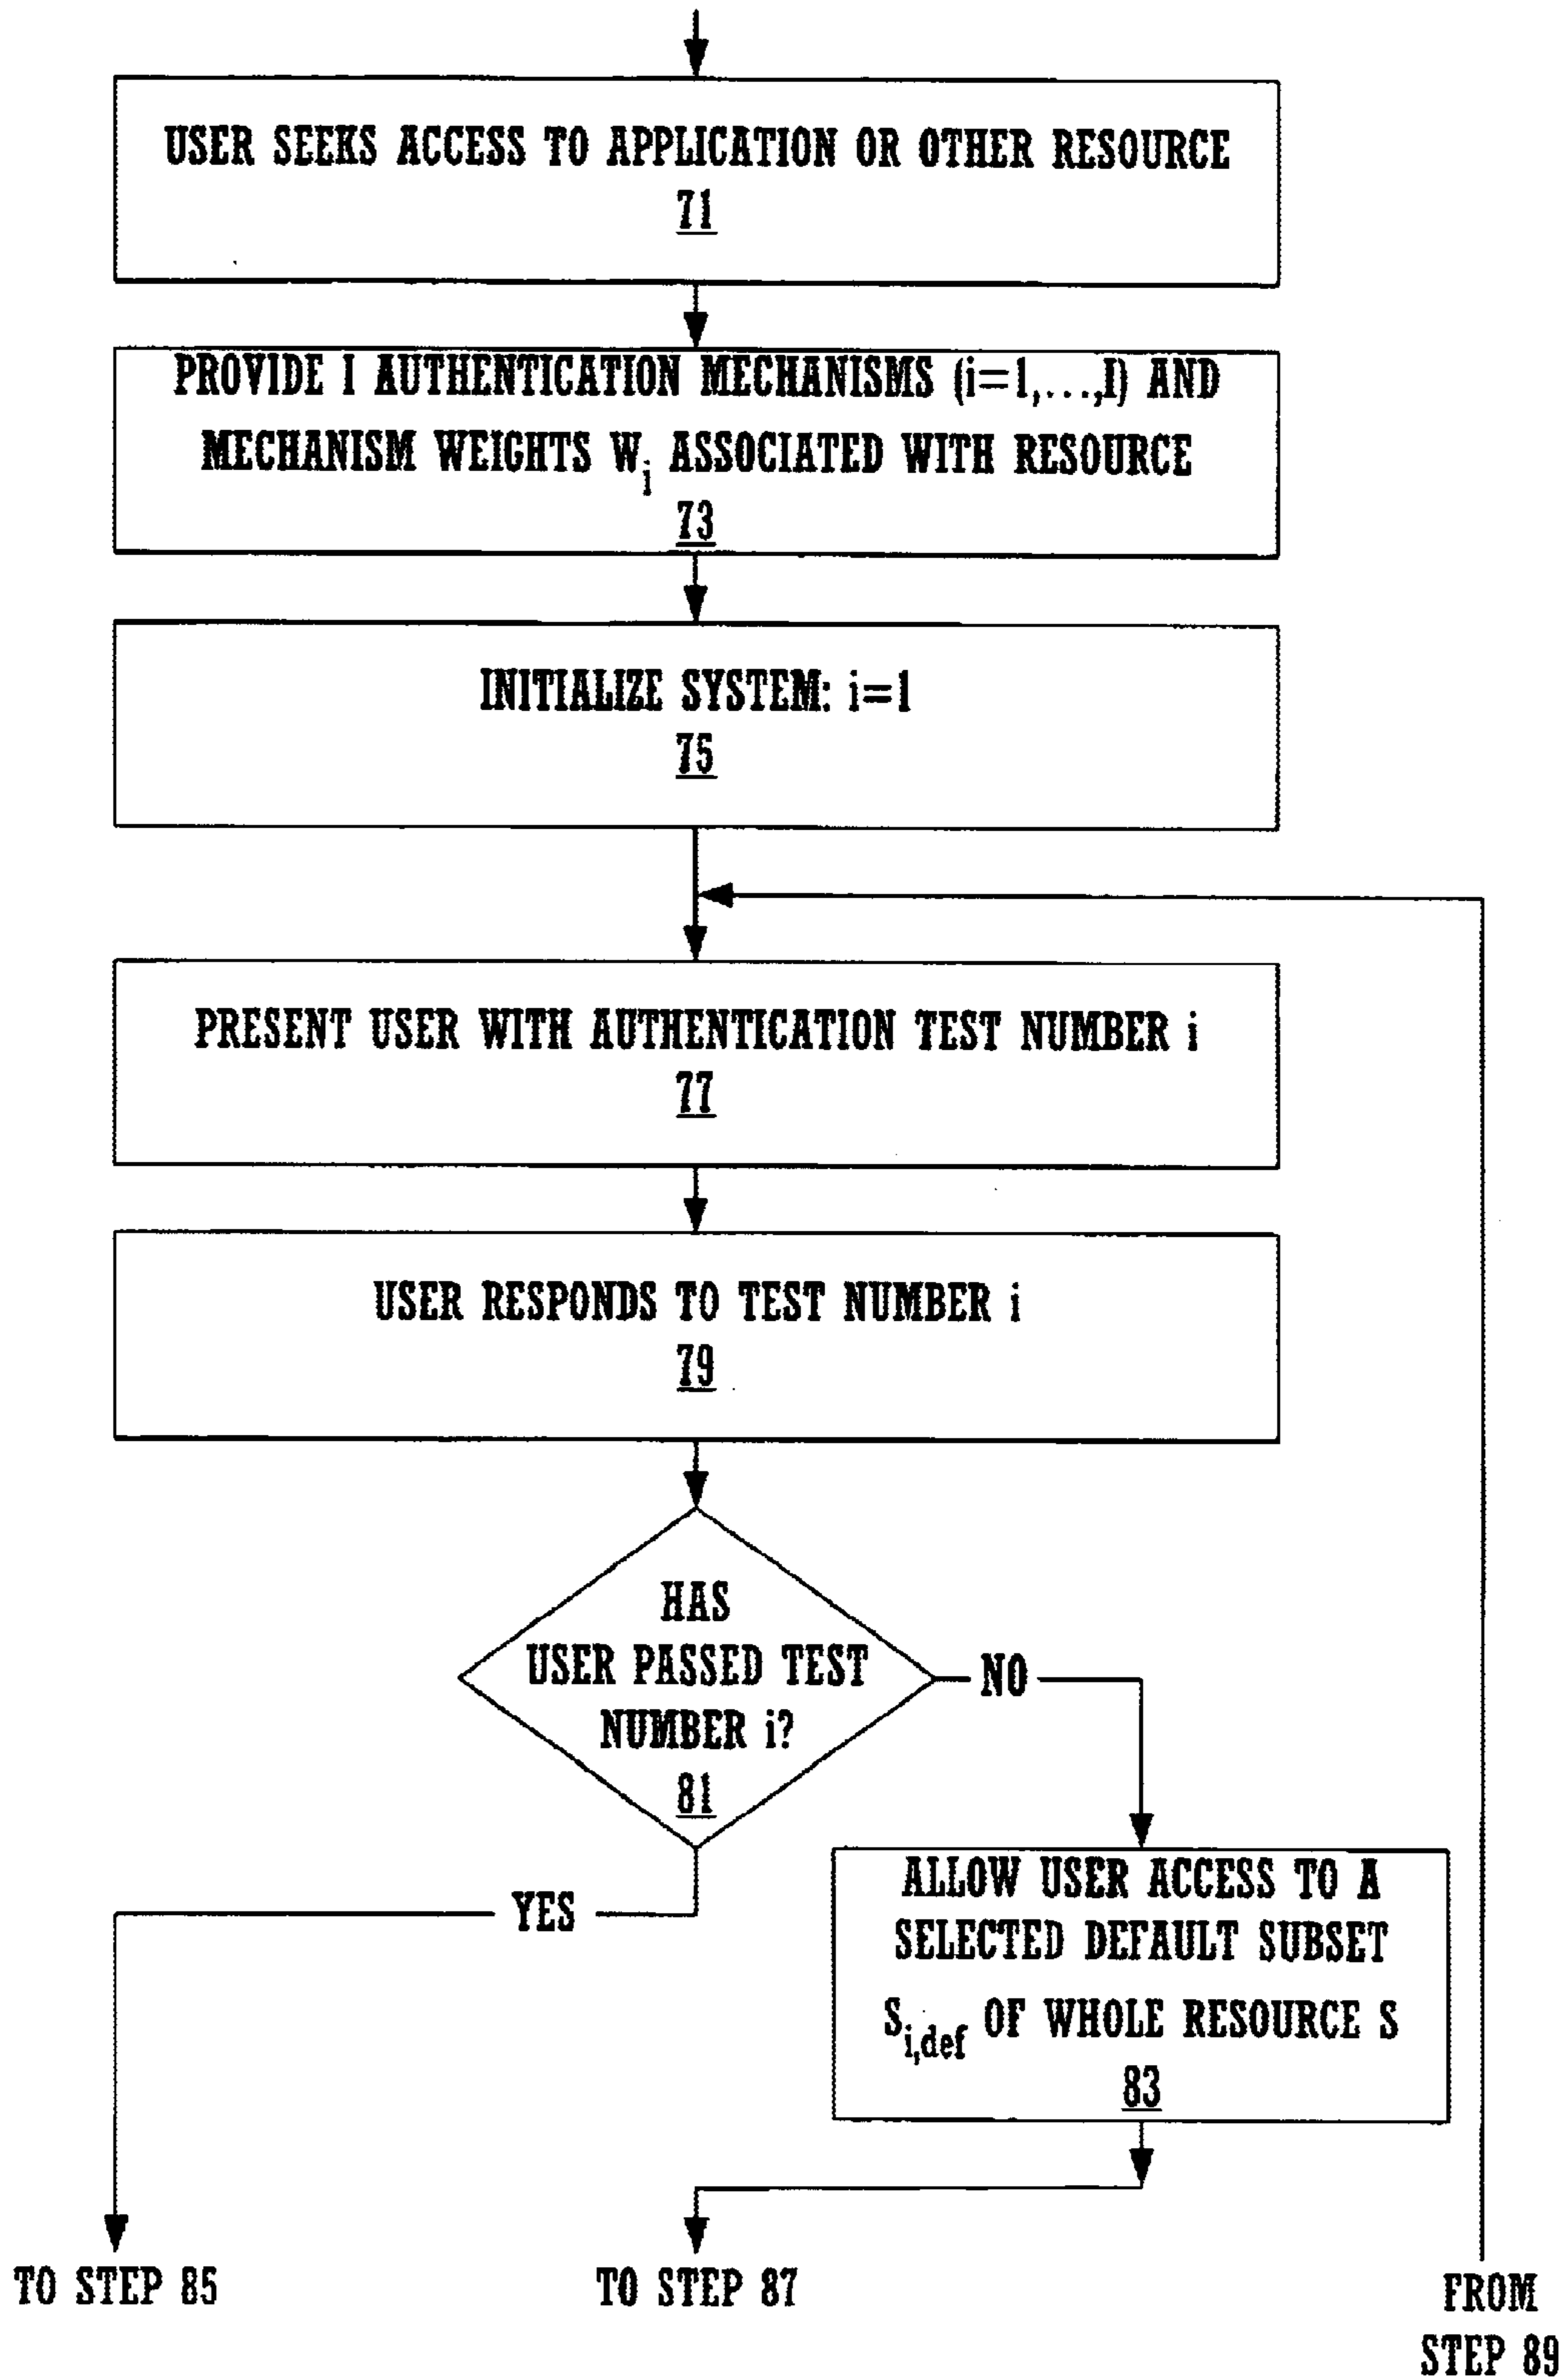 USER SEEKS ACCESS TO APPLICATION OR OTHER RESOURCE
71
PROVIDE I AUTHENTICATION MECHANISMS (i=1,...,I) AND
MECHANISM WEIGHTS Wi ASSOCIATED WITH RESOURCE
73
INITIALIZE SYSTEM: i=1
75
PRESENT USER WITH AUTHENTICATION TEST NUMBER i
77
USER RESPONDS TO TEST NUMBER i
79
HAS
USER PASSED TEST
NUMBER i?
81
NO
YES
ALLOW USER ACCESS TO A
SELECTED DEFAULT SUBSET
Si,def OF WHOLE RESOURCE S
83
TO STEP 85
TO STEP 87
FROM
STEP 89